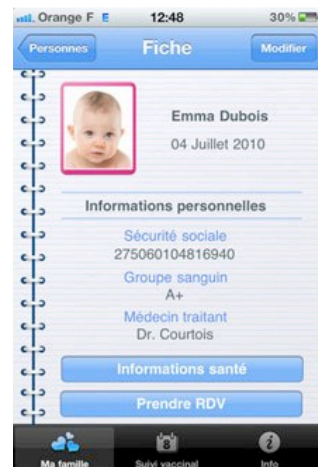 Orange F E 12:48 30%
Personnes Fiche Modifier
Emma Dubois
04 Juillet 2010
Informations personnelles
Sécurité sociale
275060104816940
Groupe sanguin
A+
Médecin traitant
Dr. Courtois
Informations santé
Prendre RDV
8
Ma famille Suivi vaccinal Info